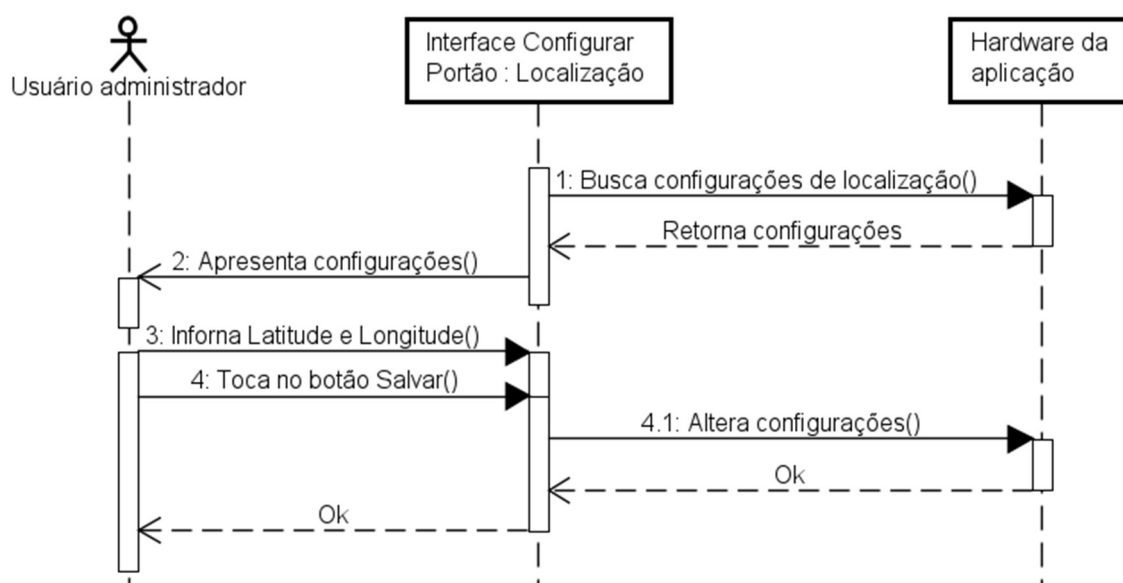 Usuário administrador
Interface Configurar
Portão : Localização
Hardware da
aplicação
1: Busca configurações de localização()
Retorna configurações
2: Apresenta configurações()
3: Inforna Latitude e Longitude()
4: Toca no botão Salvar()
4.1: Altera configurações()
Ok
Ok